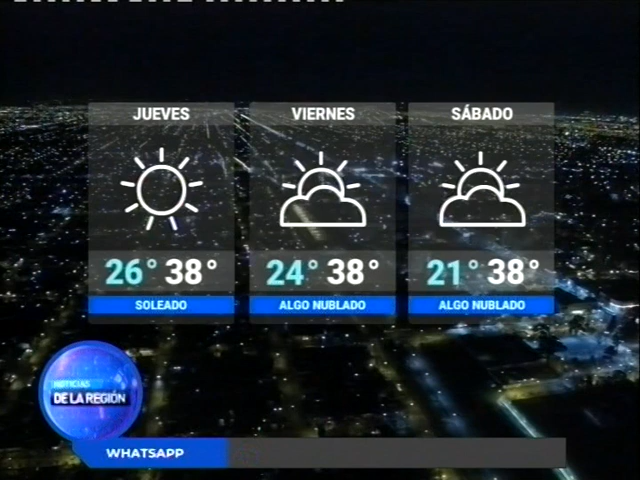 JUEVES
VIERNES
SÁBADO
26° 38°
24° 38°
21° 38°
SOLEADO
ALGO NUBLADO
ALGO NUBLADO
NOTICIAS
DE LA REGIÓN
WHATSAPP